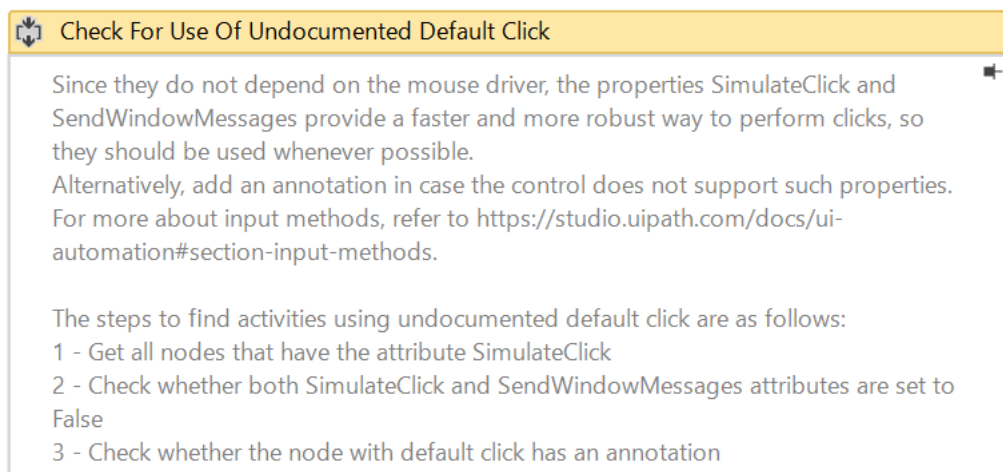 Check For Use Of Undocumented Default Click
Since they do not depend on the mouse driver, the properties SimulateClick and
SendWindowMessages provide a faster and more robust way to perform clicks, so
they should be used whenever possible.
Alternatively, add an annotation in case the control does not support such properties.
For more about input methods, refer to https://studio.uipath.com/docs/ui-
automation#section-input-methods.
The steps to find activities using undocumented default click are as follows:
1 - Get all nodes that have the attribute SimulateClick
2 - Check whether both SimulateClick and SendWindowMessages attributes are set to
False
3 - Check whether the node with default click has an annotation